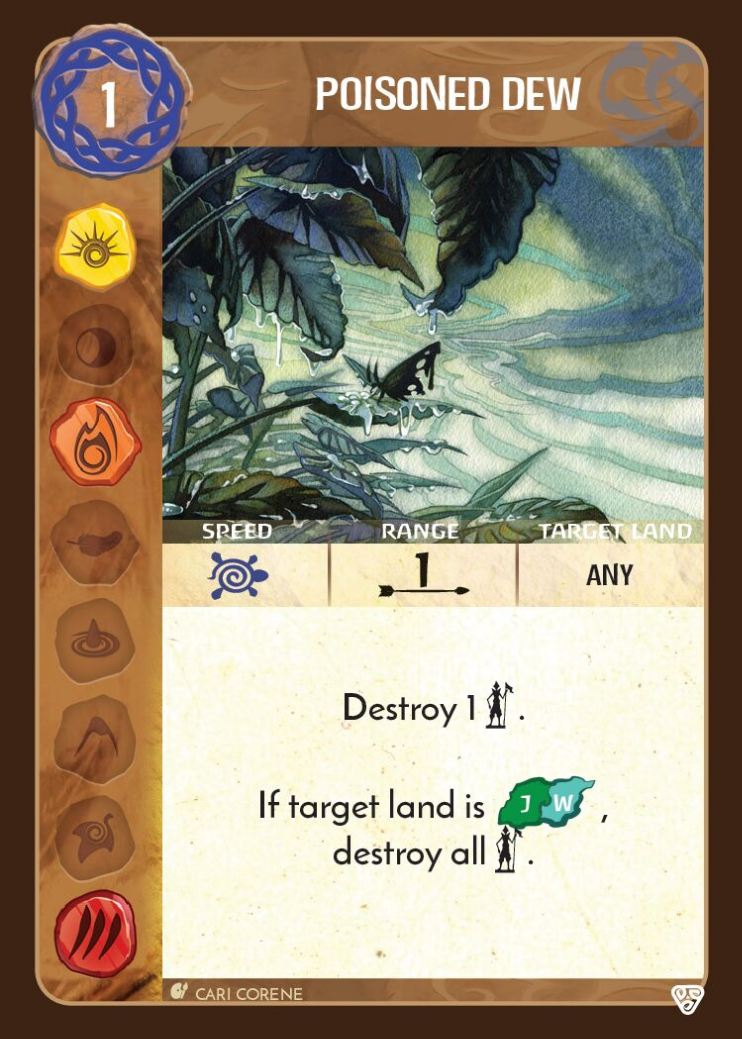 1
POISONED DEW
SPEED RANGE TARGET LAND
1 ANY
Destroy 1 .
If target land is J W ,
destroy all .
CARI CORENE